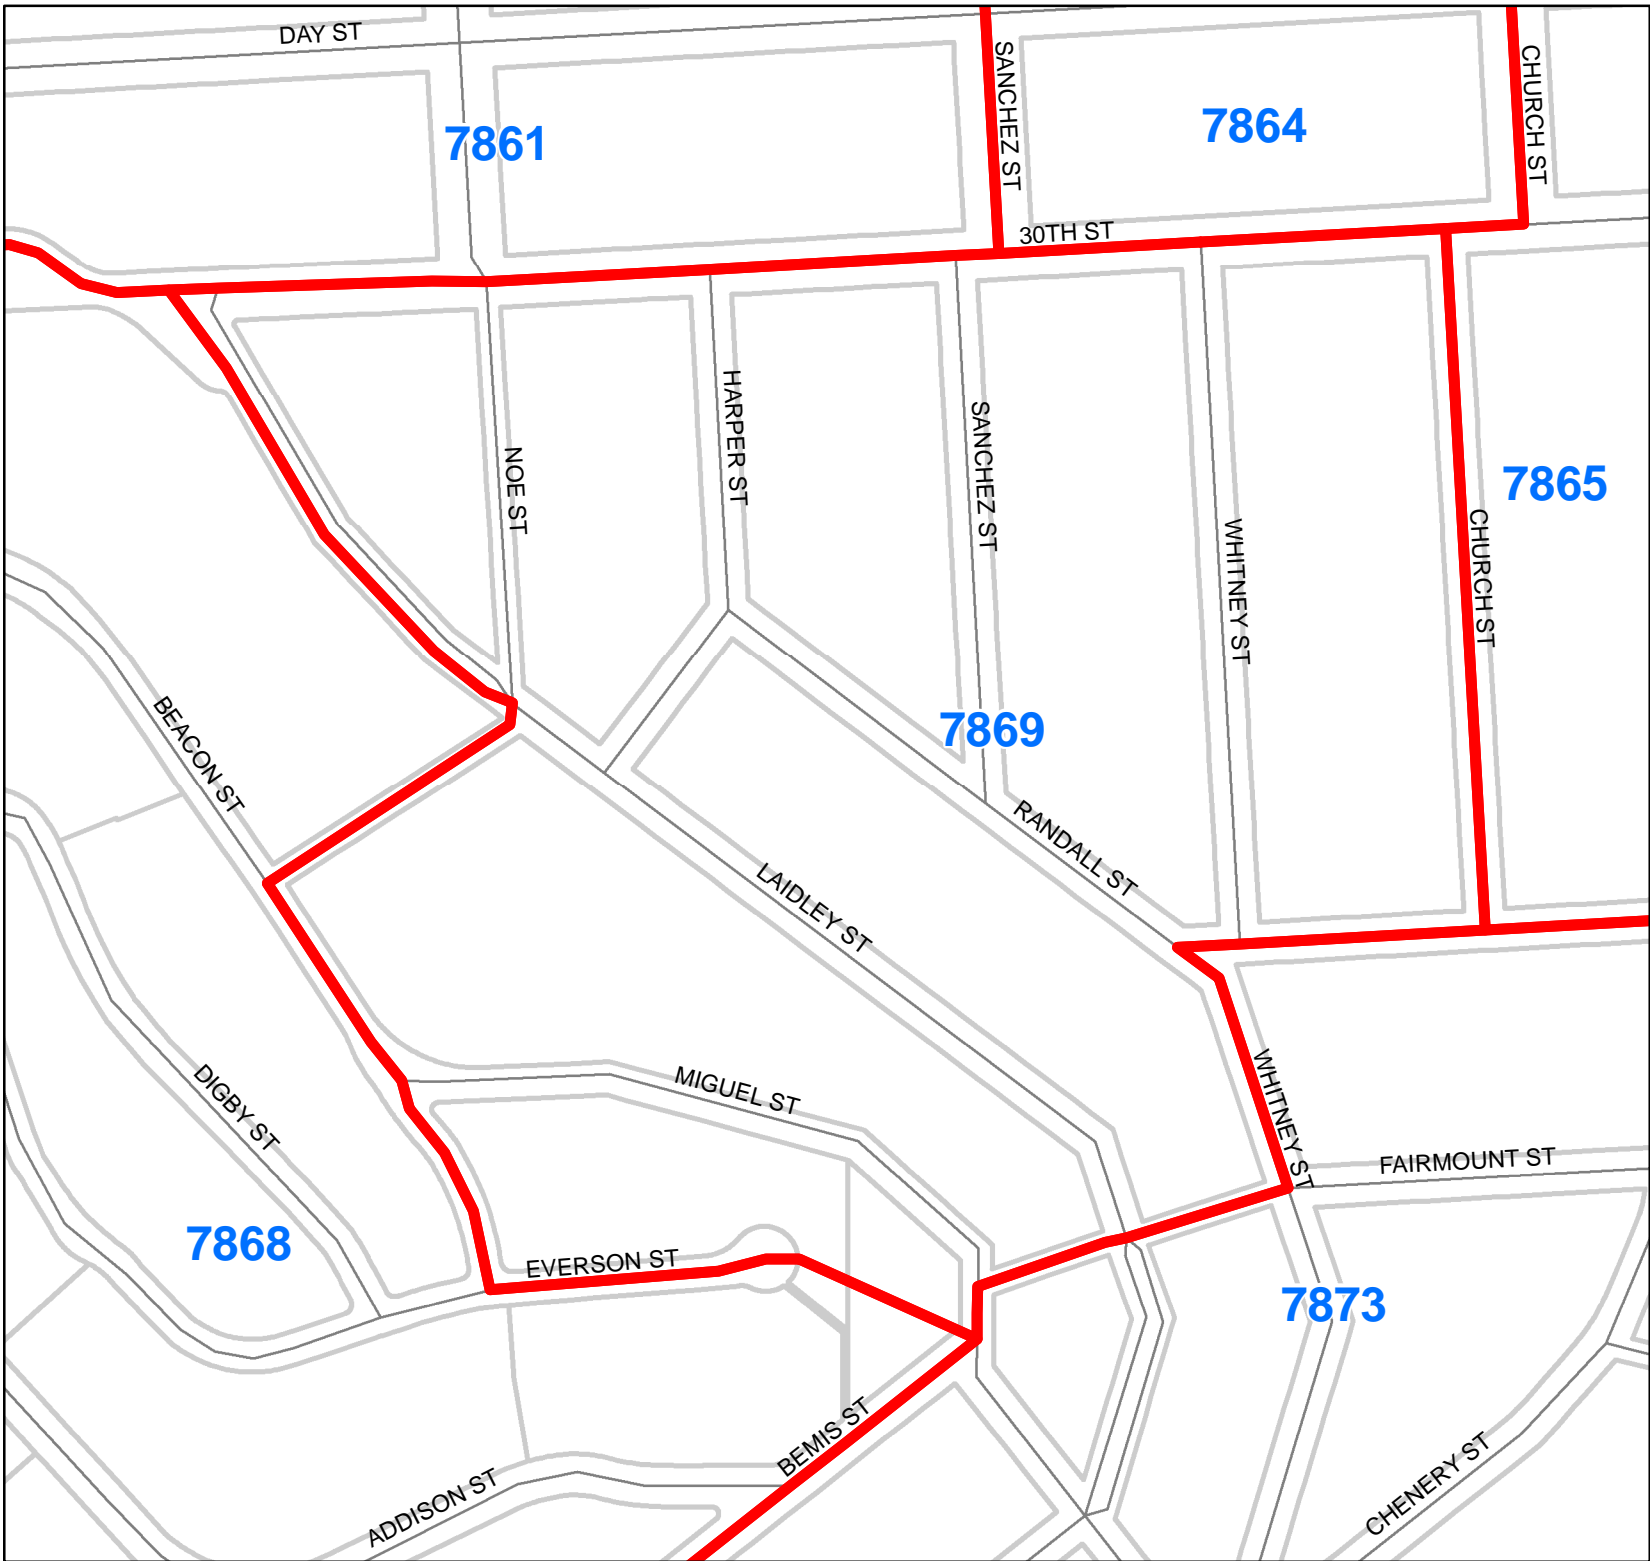 DAY ST
SANCHEZ ST
CHURCH ST
7861
7864
30TH ST
HARPER ST
SANCHEZ ST
NOE ST
7865
WHITNEY ST
CHURCH ST
BEACON ST
7869
RANDALL ST
LAIDLEY ST
DIGBY ST
MIGUEL ST
WHITNEY ST
FAIRMOUNT ST
7868
EVERSON ST
7873
BEMIS ST
ADDISON ST
CHENERY ST